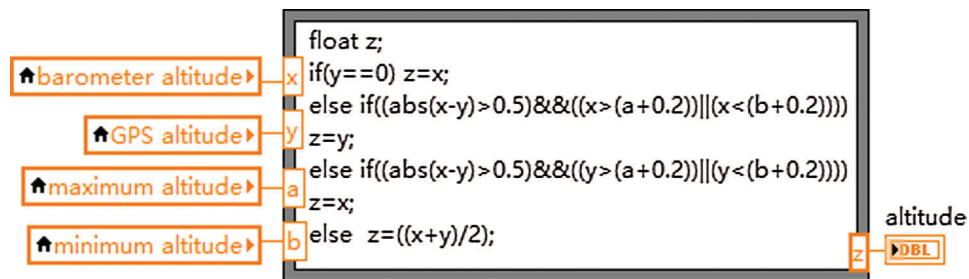 float z;
barometer altitude x if(y==0) z=x;
else if((abs(x-y)>0.5)&&((x>(a+0.2))||(x<(b+0.2))))
GPS altitude y z=y;
else if((abs(x-y)>0.5)&&((y>(a+0.2))||(y<(b+0.2))))
maximum altitude a z=x;
minimum altitude b else z=((x+y)/2);
altitude
z DBL